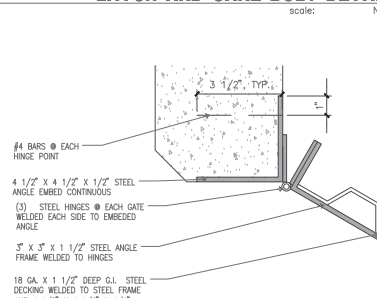 scale:
3 1/2", TYP
1"
#4 BARS @ EACH
HINGE POINT
4 1/2" X 4 1/2" X 1/2" STEEL
ANGLE EMBED CONTINUOUS
(3) STEEL HINGES @ EACH GATE
WELDED EACH SIDE TO EMBEDED
ANGLE
3" X 3" X 1 1/2" STEEL ANGLE
FRAME WELDED TO HINGES
18 GA. X 1 1/2" DEEP G.I. STEEL
DECKING WELDED TO STEEL FRAME